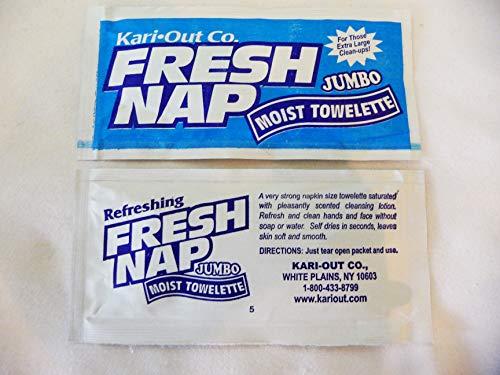 Kari•Out Co.
FRESH
NAP
JUMBO
MOIST TOWELETTE
For Those
Extra Large
Clean-ups!
Refreshing
FRESH
NAP
JUMBO
MOIST TOWELETTE
5
A very strong napkin size towelette saturated
with pleasantly scented cleansing lotion.
Refresh and clean hands and face without
soap or water. Self dries in seconds, leaves
skin soft and smooth.
DIRECTIONS: Just tear open packet and use.
KARI-OUT CO.,
WHITE PLAINS, NY 10603
1-800-433-8799
www.kariout.com